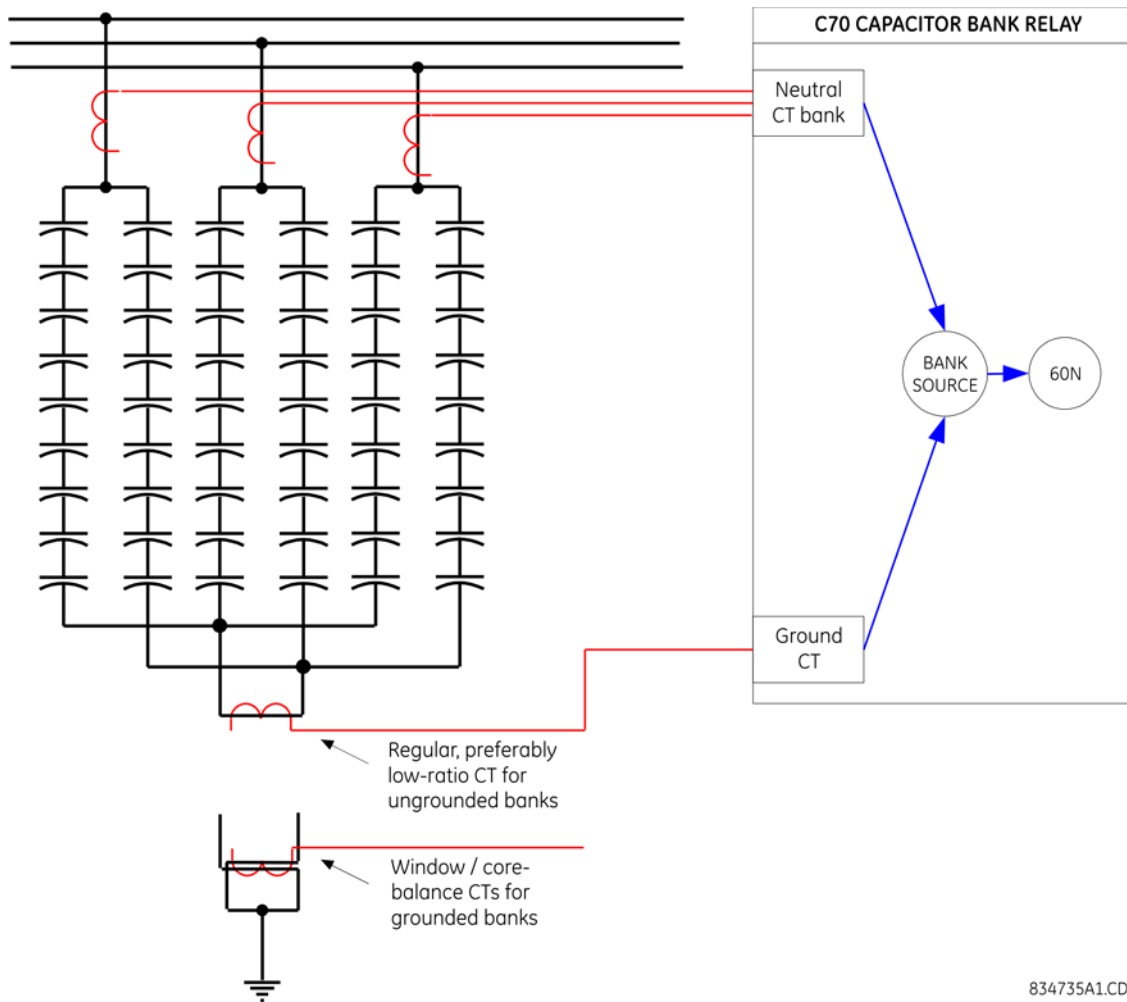 C70 CAPACITOR BANK RELAY
Neutral
CT bank
BANK
SOURCE
60N
Ground
CT
Regular, preferably
low-ratio CT for
ungrounded banks
Window / core-
balance CTs for
grounded banks
834735A1.CD